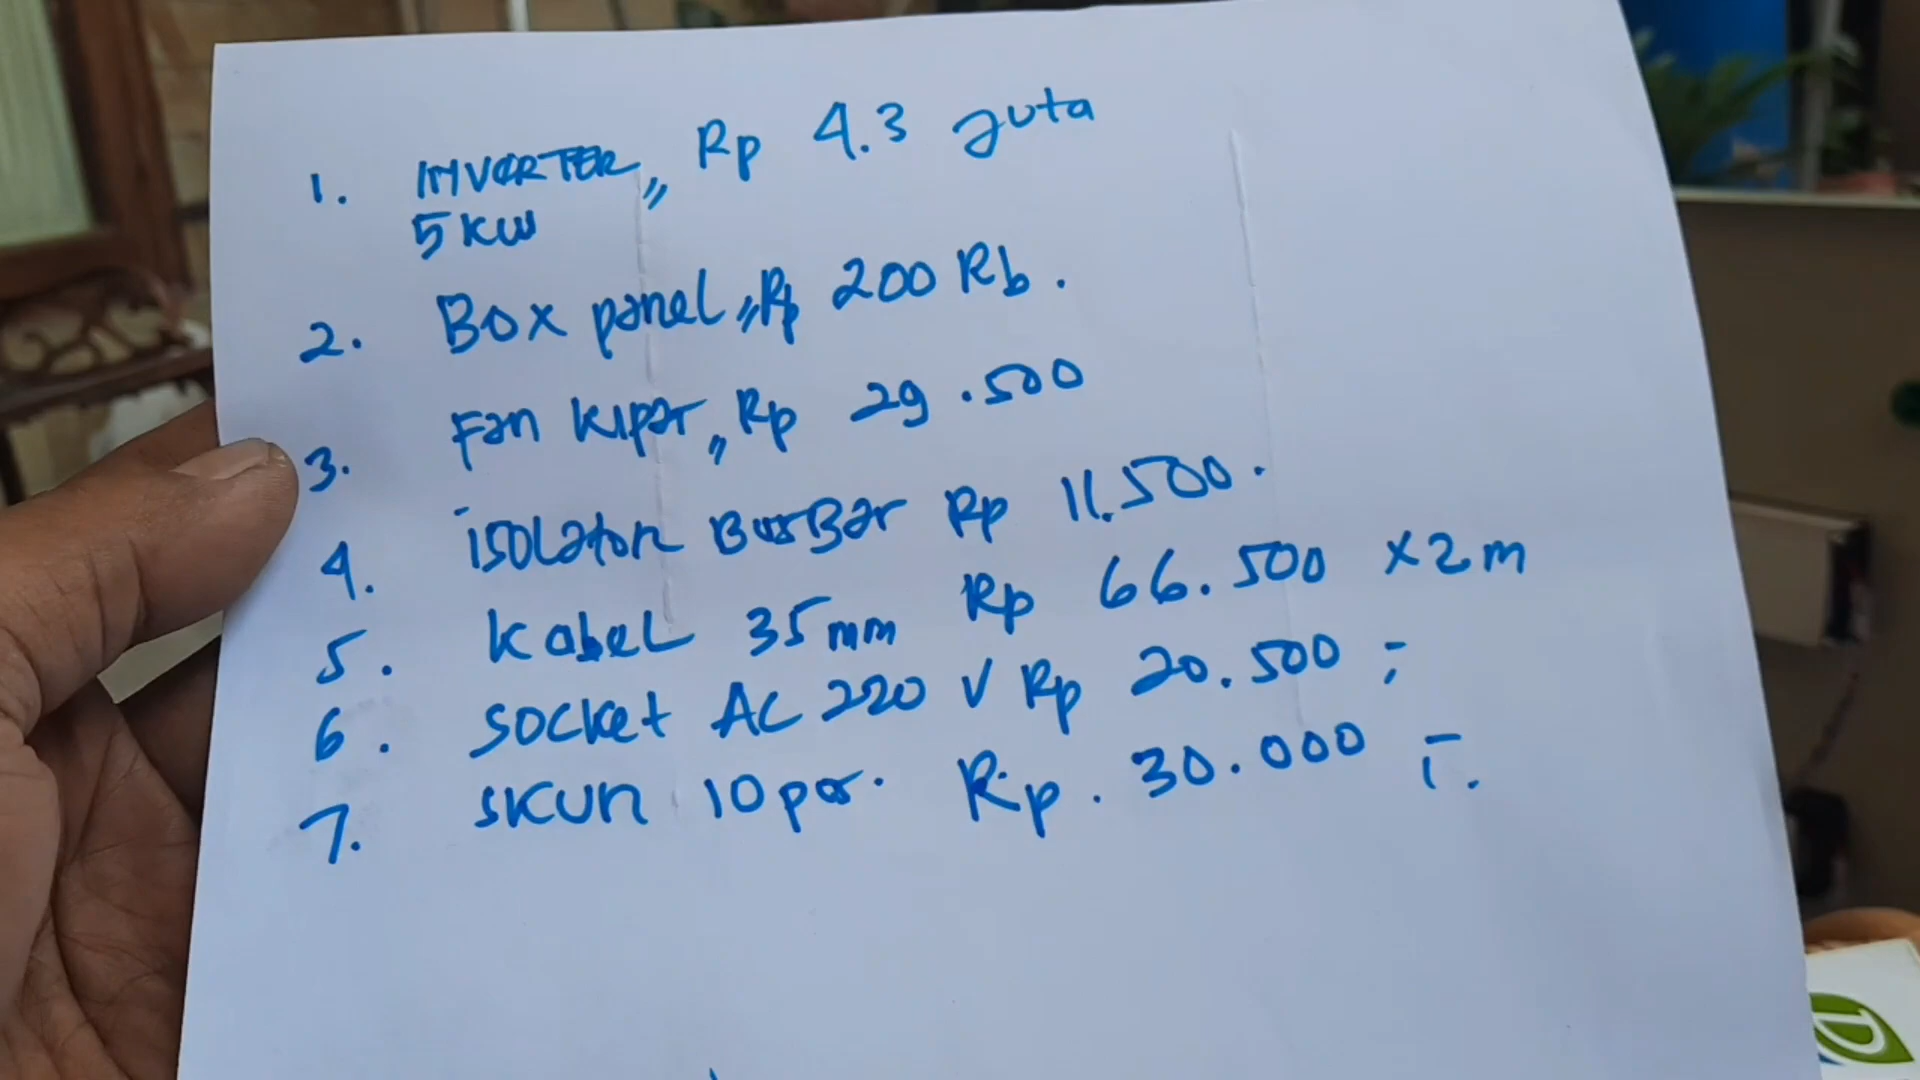 1. INVERTER,, Rp 4.3 juta
5 KW
2. Box panel,, Rp 200 Rb.
3. Fan kipar,, Rp 29.500
4. isolator BusBar Rp 11.500.
5. Kabel 35mm Rp 66.500 x2m
6. Socket AC 220 V Rp 20.500 ;
7. SKUN 10 pcs. Rp. 30.000 ,-.